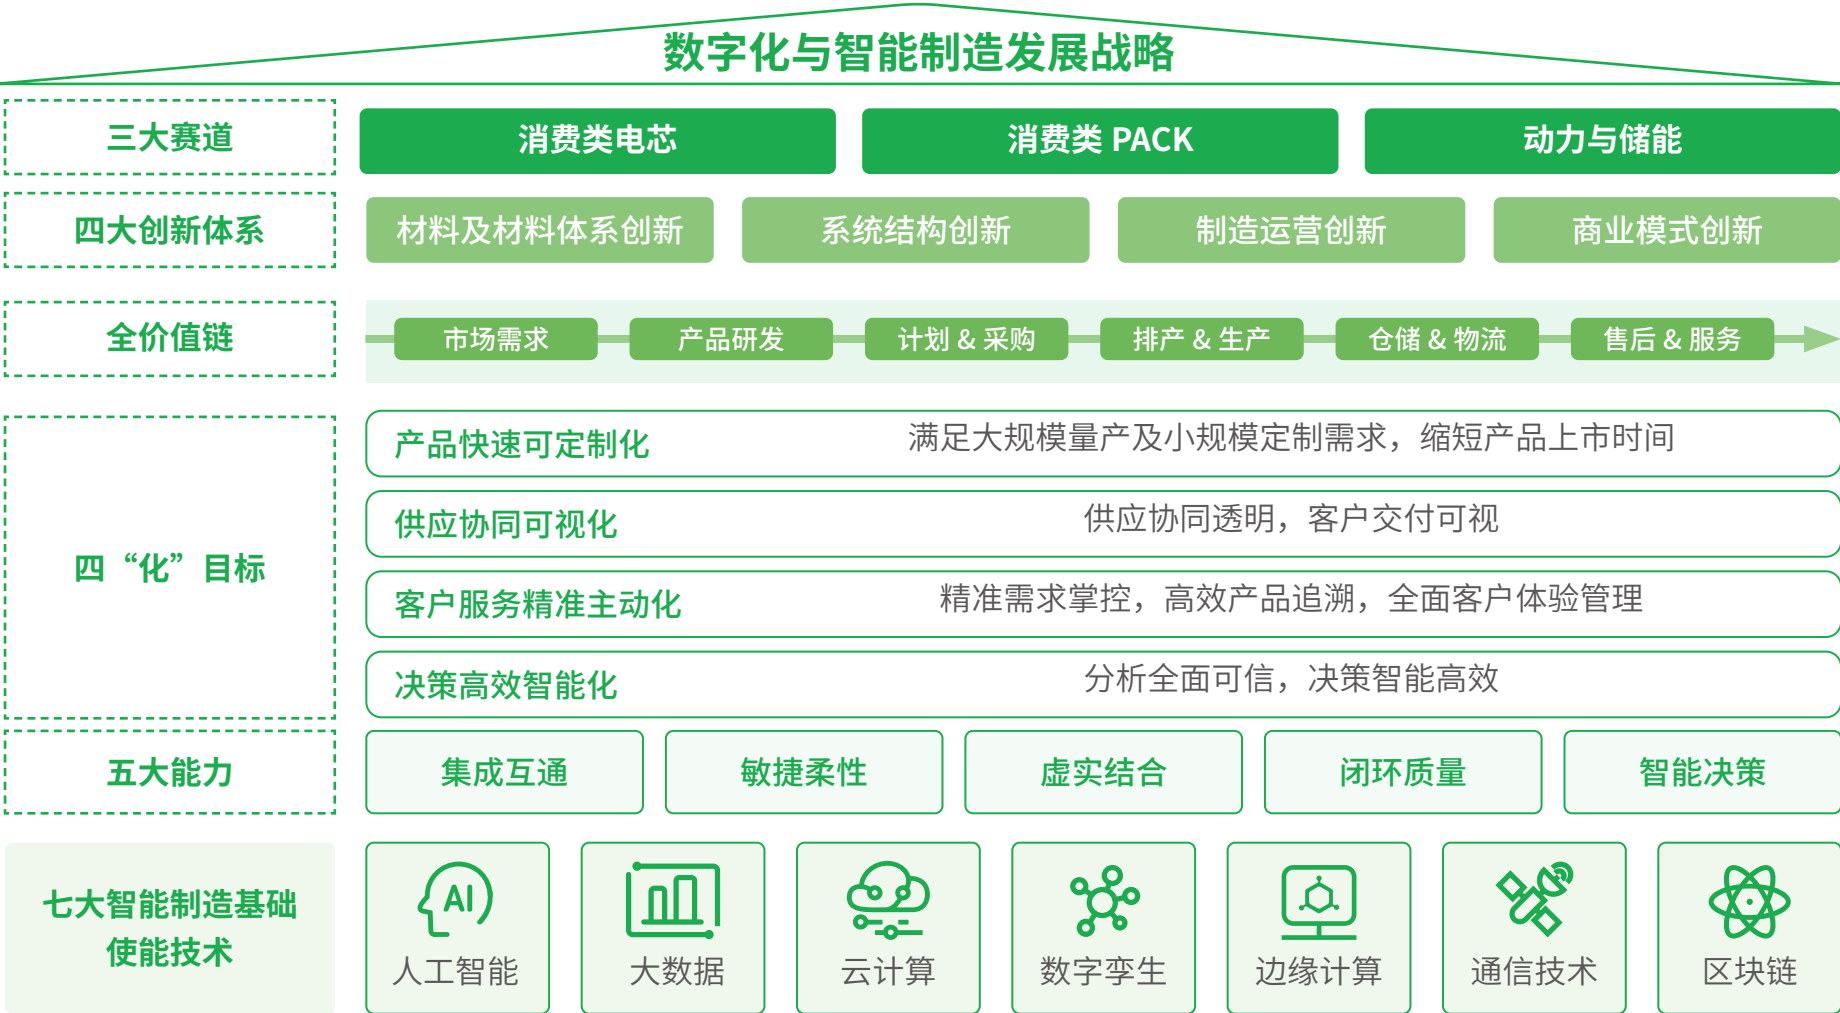 数字化与智能制造发展战略
三大赛道
消费类电芯
消费类 PACK
动力与储能
四大创新体系
材料及材料体系创新
系统结构创新
制造运营创新
商业模式创新
全价值链
市场需求
产品研发
计划 & 采购
排产 & 生产
仓储 & 物流
售后 & 服务
四“化”目标
产品快速可定制化
满足大规模量产及小规模定制需求，缩短产品上市时间
供应协同可视化
供应协同透明，客户交付可视
客户服务精准主动化
精准需求掌控，高效产品追溯，全面客户体验管理
决策高效智能化
分析全面可信，决策智能高效
五大能力
集成互通
敏捷柔性
虚实结合
闭环质量
智能决策
七大智能制造基础
使能技术
AI
人工智能
大数据
云计算
数字孪生
边缘计算
通信技术
区块链